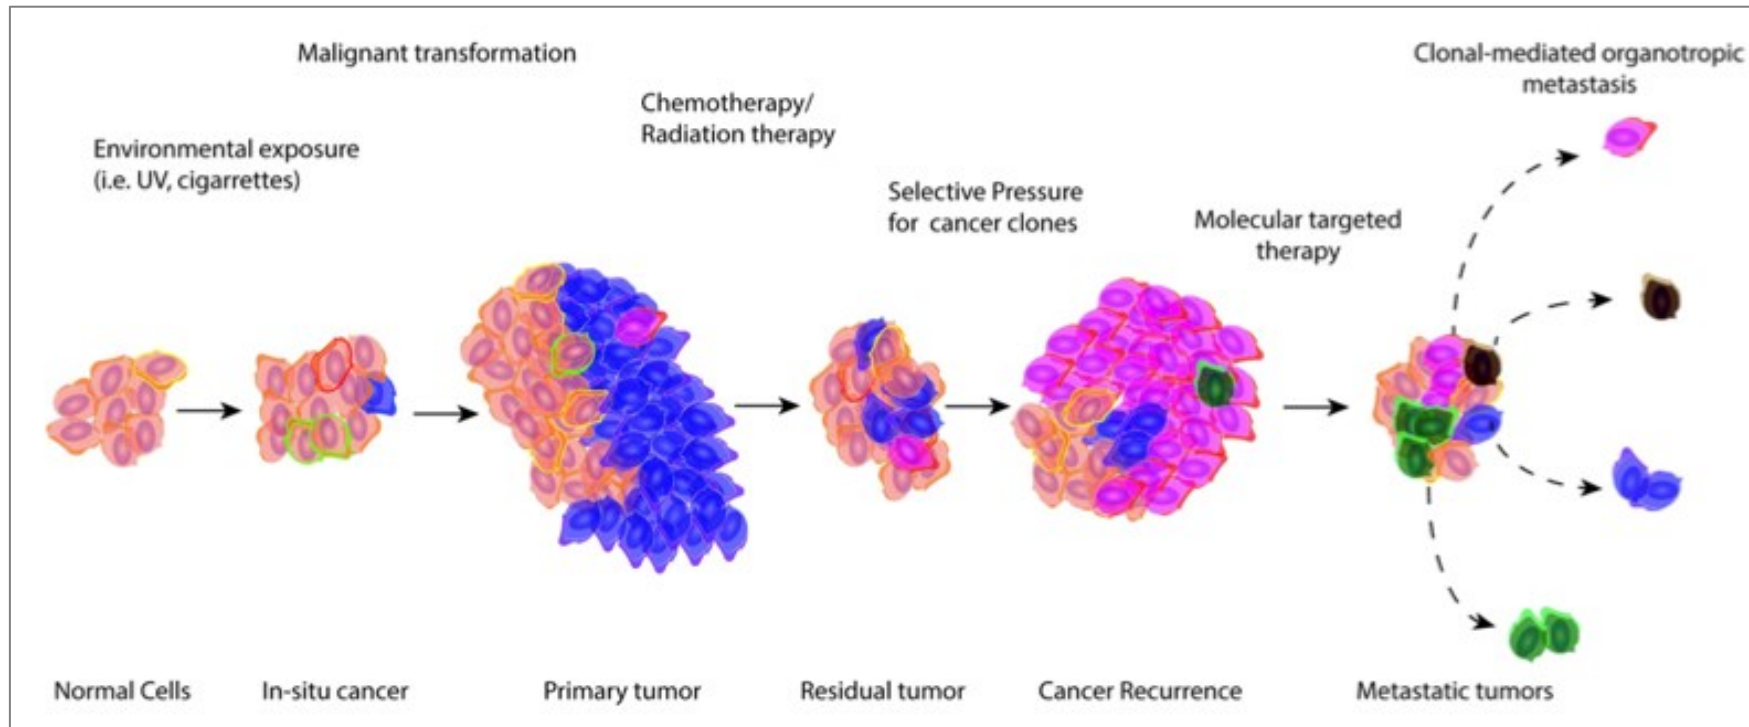 Malignant transformation
Clonal-mediated organotropic
metastasis
Chemotherapy/
Radiation therapy
Environmental exposure
(i.e. UV, cigarrettes)
Selective Pressure
for cancer clones
Molecular targeted
therapy
Normal Cells
In-situ cancer
Primary tumor
Residual tumor
Cancer Recurrence
Metastatic tumors